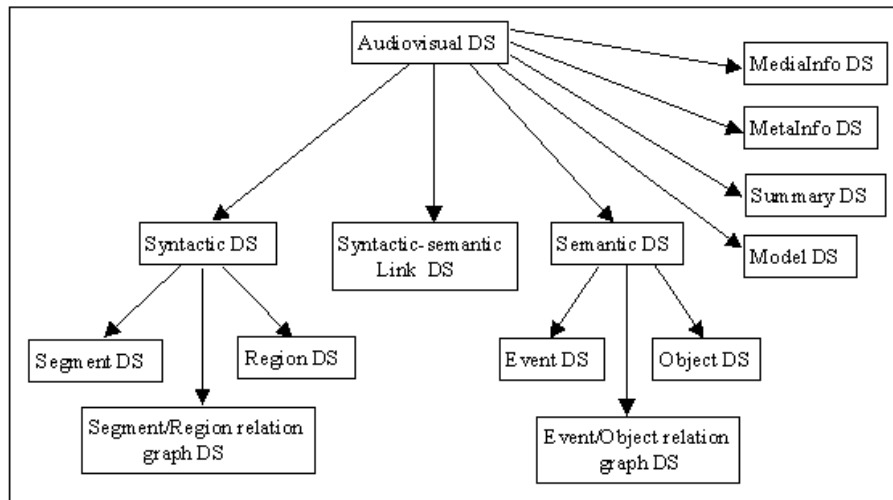 Audiovisual DS
MediaInfo DS
MetaInfo DS
Summary DS
Model DS
Syntactic DS
Syntactic-semantic
Link DS
Semantic DS
Segment DS
Region DS
Event DS
Object DS
Segment/Region relation
graph DS
Event/Object relation
graph DS